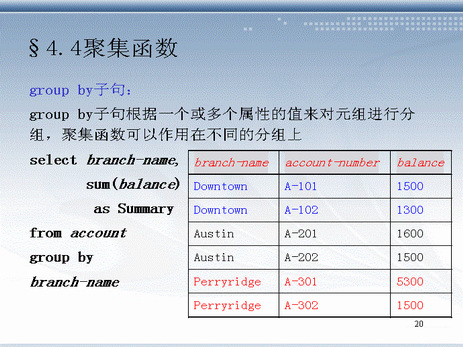 §4.4聚集函数
group by子句:
group by子句根据一个或多个属性的值来对元组进行分
组，聚集函数可以作用在不同的分组上
select branch-name,
sum(balance)
as Summary
from account
group by
branch-name
branch-name account-number balance
Downtown A-101 1500
Downtown A-102 1300
Austin A-201 1600
Austin A-202 1500
Perryridge A-301 5300
Perryridge A-302 1500
20